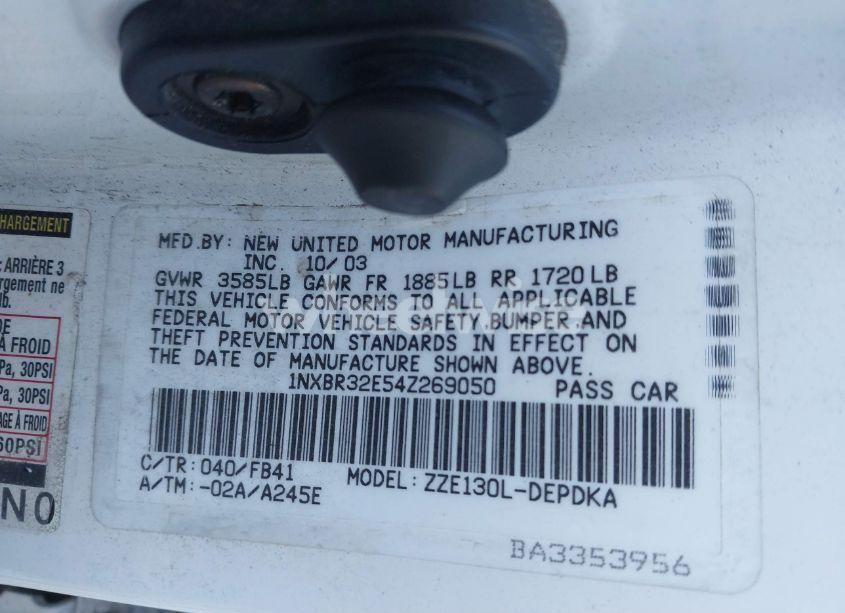 HARGEMENT
: ARRIÈRE 3
rgement ne
lb.
DE
À FROID
Pa, 30PSI
Pa, 30PSI
AGE À FROID
60PSI
NO
MFD.BY: NEW UNITED MOTOR MANUFACTURING
INC. 10/03
GVWR 3585LB GAWR FR 1885LB RR 1720LB
THIS VEHICLE CONFORMS TO ALL APPLICABLE
FEDERAL MOTOR VEHICLE SAFETY,BUMPER,AND
THEFT PREVENTION STANDARDS IN EFFECT ON
THE DATE OF MANUFACTURE SHOWN ABOVE.
1NXBR32E54Z269050 PASS CAR
C/TR: 040/FB41 MODEL: ZZE130L-DEPDKA
A/TM: -02A/A245E
BA3353956